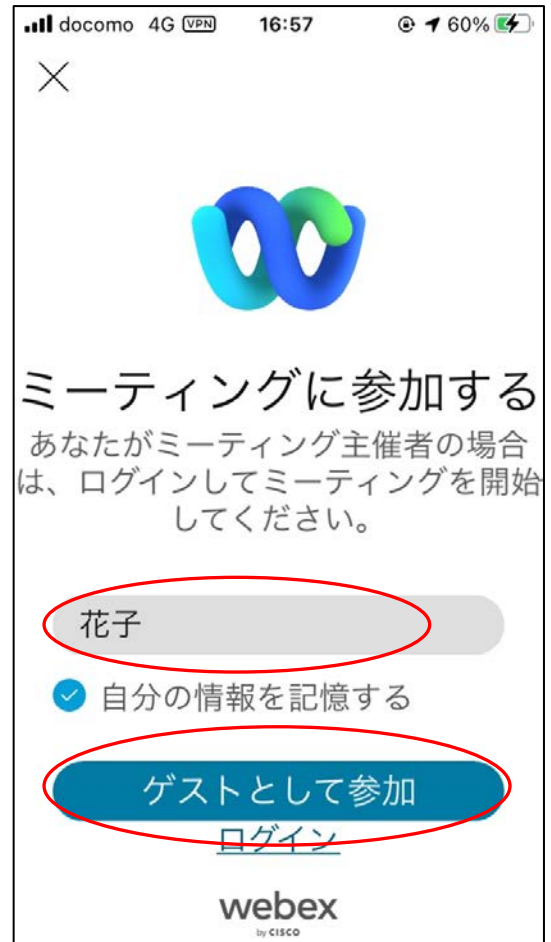 docomo 4G VPN 16:57 60%
ミーティングに参加する
あなたがミーティング主催者の場合
は、ログインしてミーティングを開始
してください。
花子
自分の情報を記憶する
ゲストとして参加
ログイン
webex
by CISCO